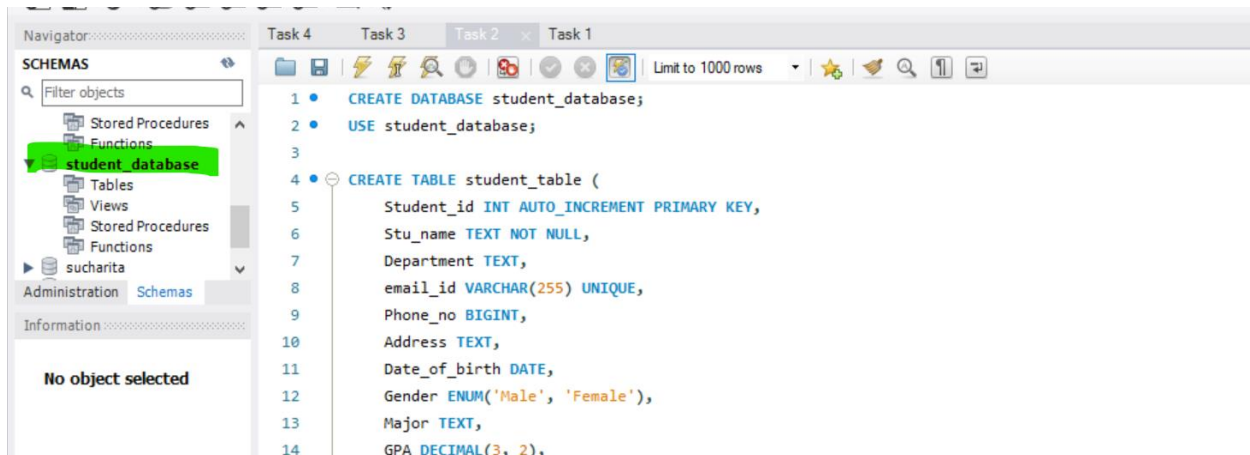 Navigator
SCHEMAS
Filter objects
Stored Procedures
Functions
student_database
Tables
Views
Stored Procedures
Functions
sucharita
Administration Schemas
Information
No object selected
Task 4 Task 3 Task 2 × Task 1
Limit to 1000 rows
1 CREATE DATABASE student_database;
2 USE student_database;
3
4 CREATE TABLE student_table (
5 Student_id INT AUTO_INCREMENT PRIMARY KEY,
6 Stu_name TEXT NOT NULL,
7 Department TEXT,
8 email_id VARCHAR(255) UNIQUE,
9 Phone_no BIGINT,
10 Address TEXT,
11 Date_of_birth DATE,
12 Gender ENUM('Male', 'Female'),
13 Major TEXT,
14 GPA DECIMAL(3, 2),